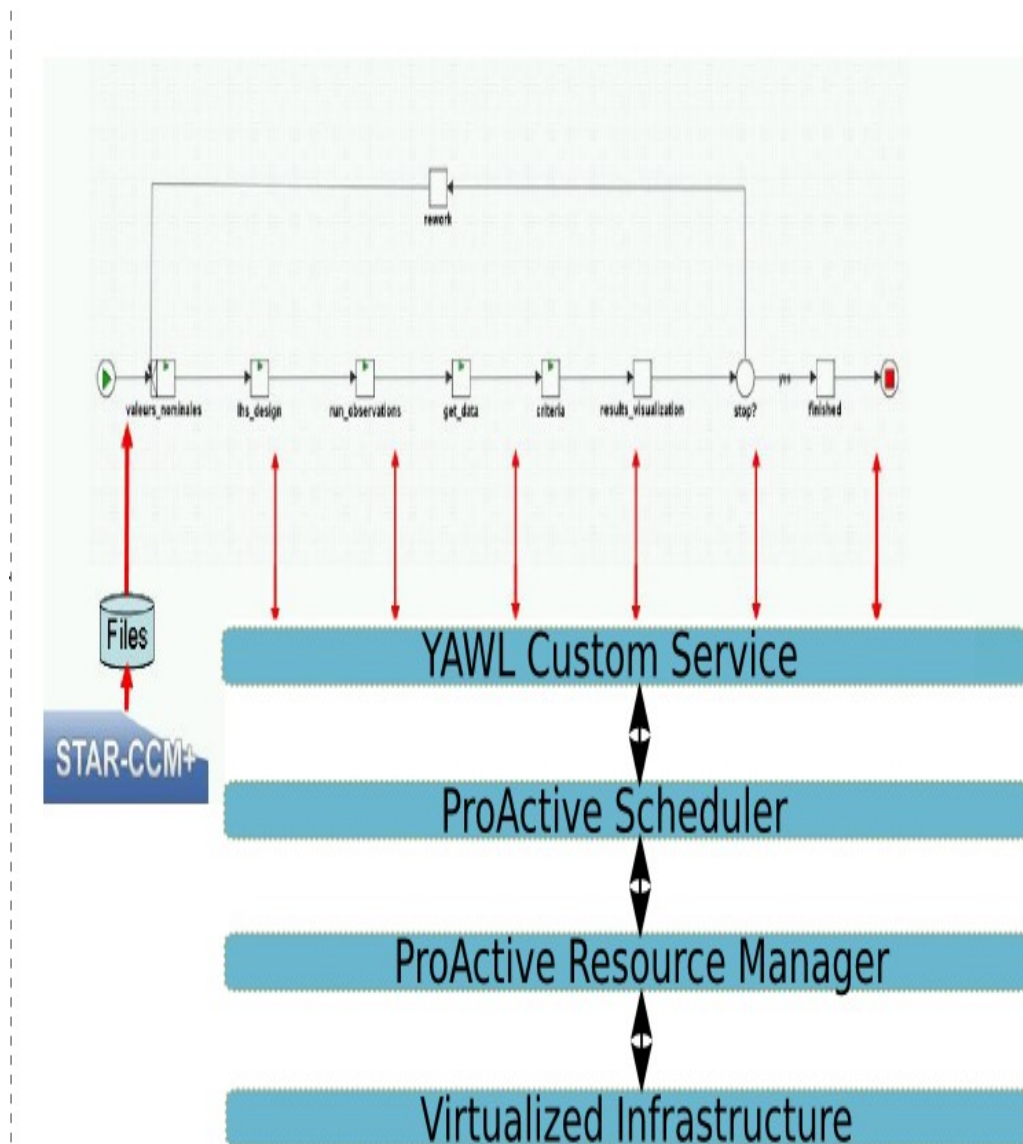 rework
valeurs_nominales
lhs_design
run_observations
get_data
criteria
results_visualization
stop?
yes
finished
Files
STAR-CCM+
YAWL Custom Service
ProActive Scheduler
ProActive Resource Manager
Virtualized Infrastructure